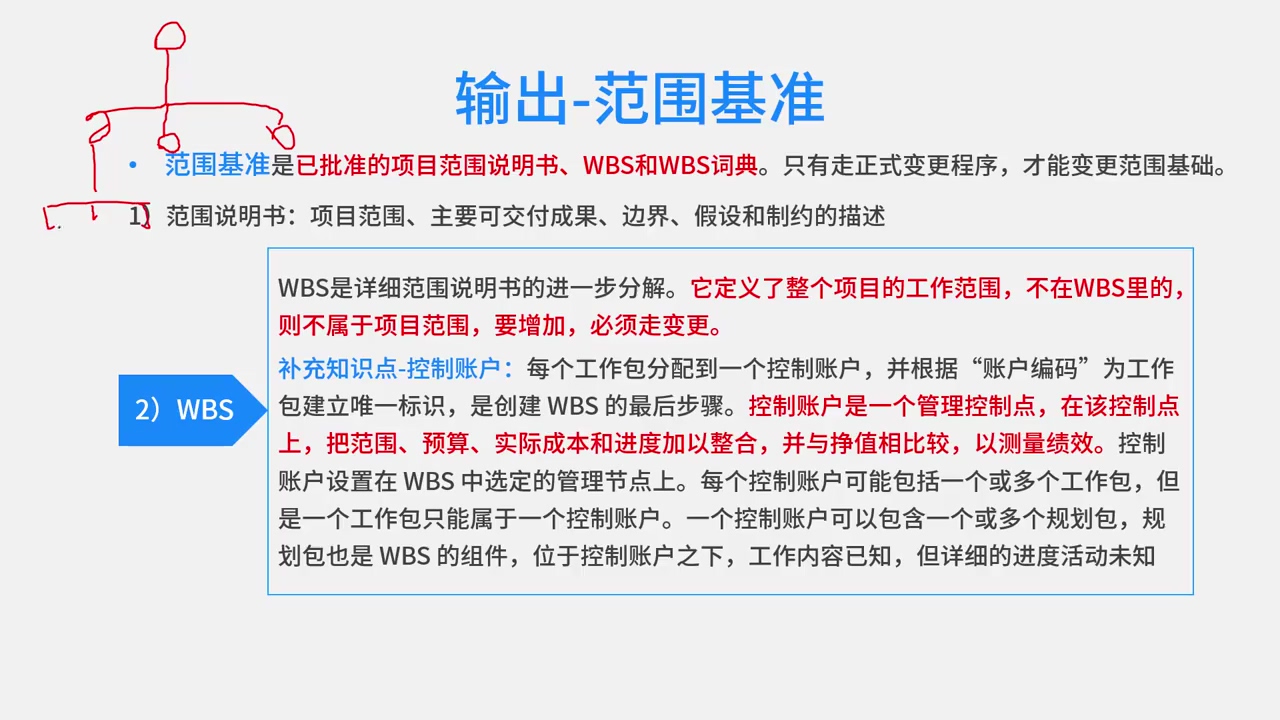 输出-范围基准
• 范围基准是已批准的项目范围说明书、WBS和WBS词典。只有走正式变更程序，才能变更范围基础。
1） 范围说明书：项目范围、主要可交付成果、边界、假设和制约的描述
2）WBS
WBS是详细范围说明书的进一步分解。它定义了整个项目的工作范围，不在WBS里的，
则不属于项目范围，要增加，必须走变更。
补充知识点-控制账户：每个工作包分配到一个控制账户，并根据“账户编码”为工作
包建立唯一标识，是创建 WBS 的最后步骤。控制账户是一个管理控制点，在该控制点
上，把范围、预算、实际成本和进度加以整合，并与挣值相比较，以测量绩效。控制
账户设置在 WBS 中选定的管理节点上。每个控制账户可能包括一个或多个工作包，但
是一个工作包只能属于一个控制账户。一个控制账户可以包含一个或多个规划包，规
划包也是 WBS 的组件，位于控制账户之下，工作内容已知，但详细的进度活动未知